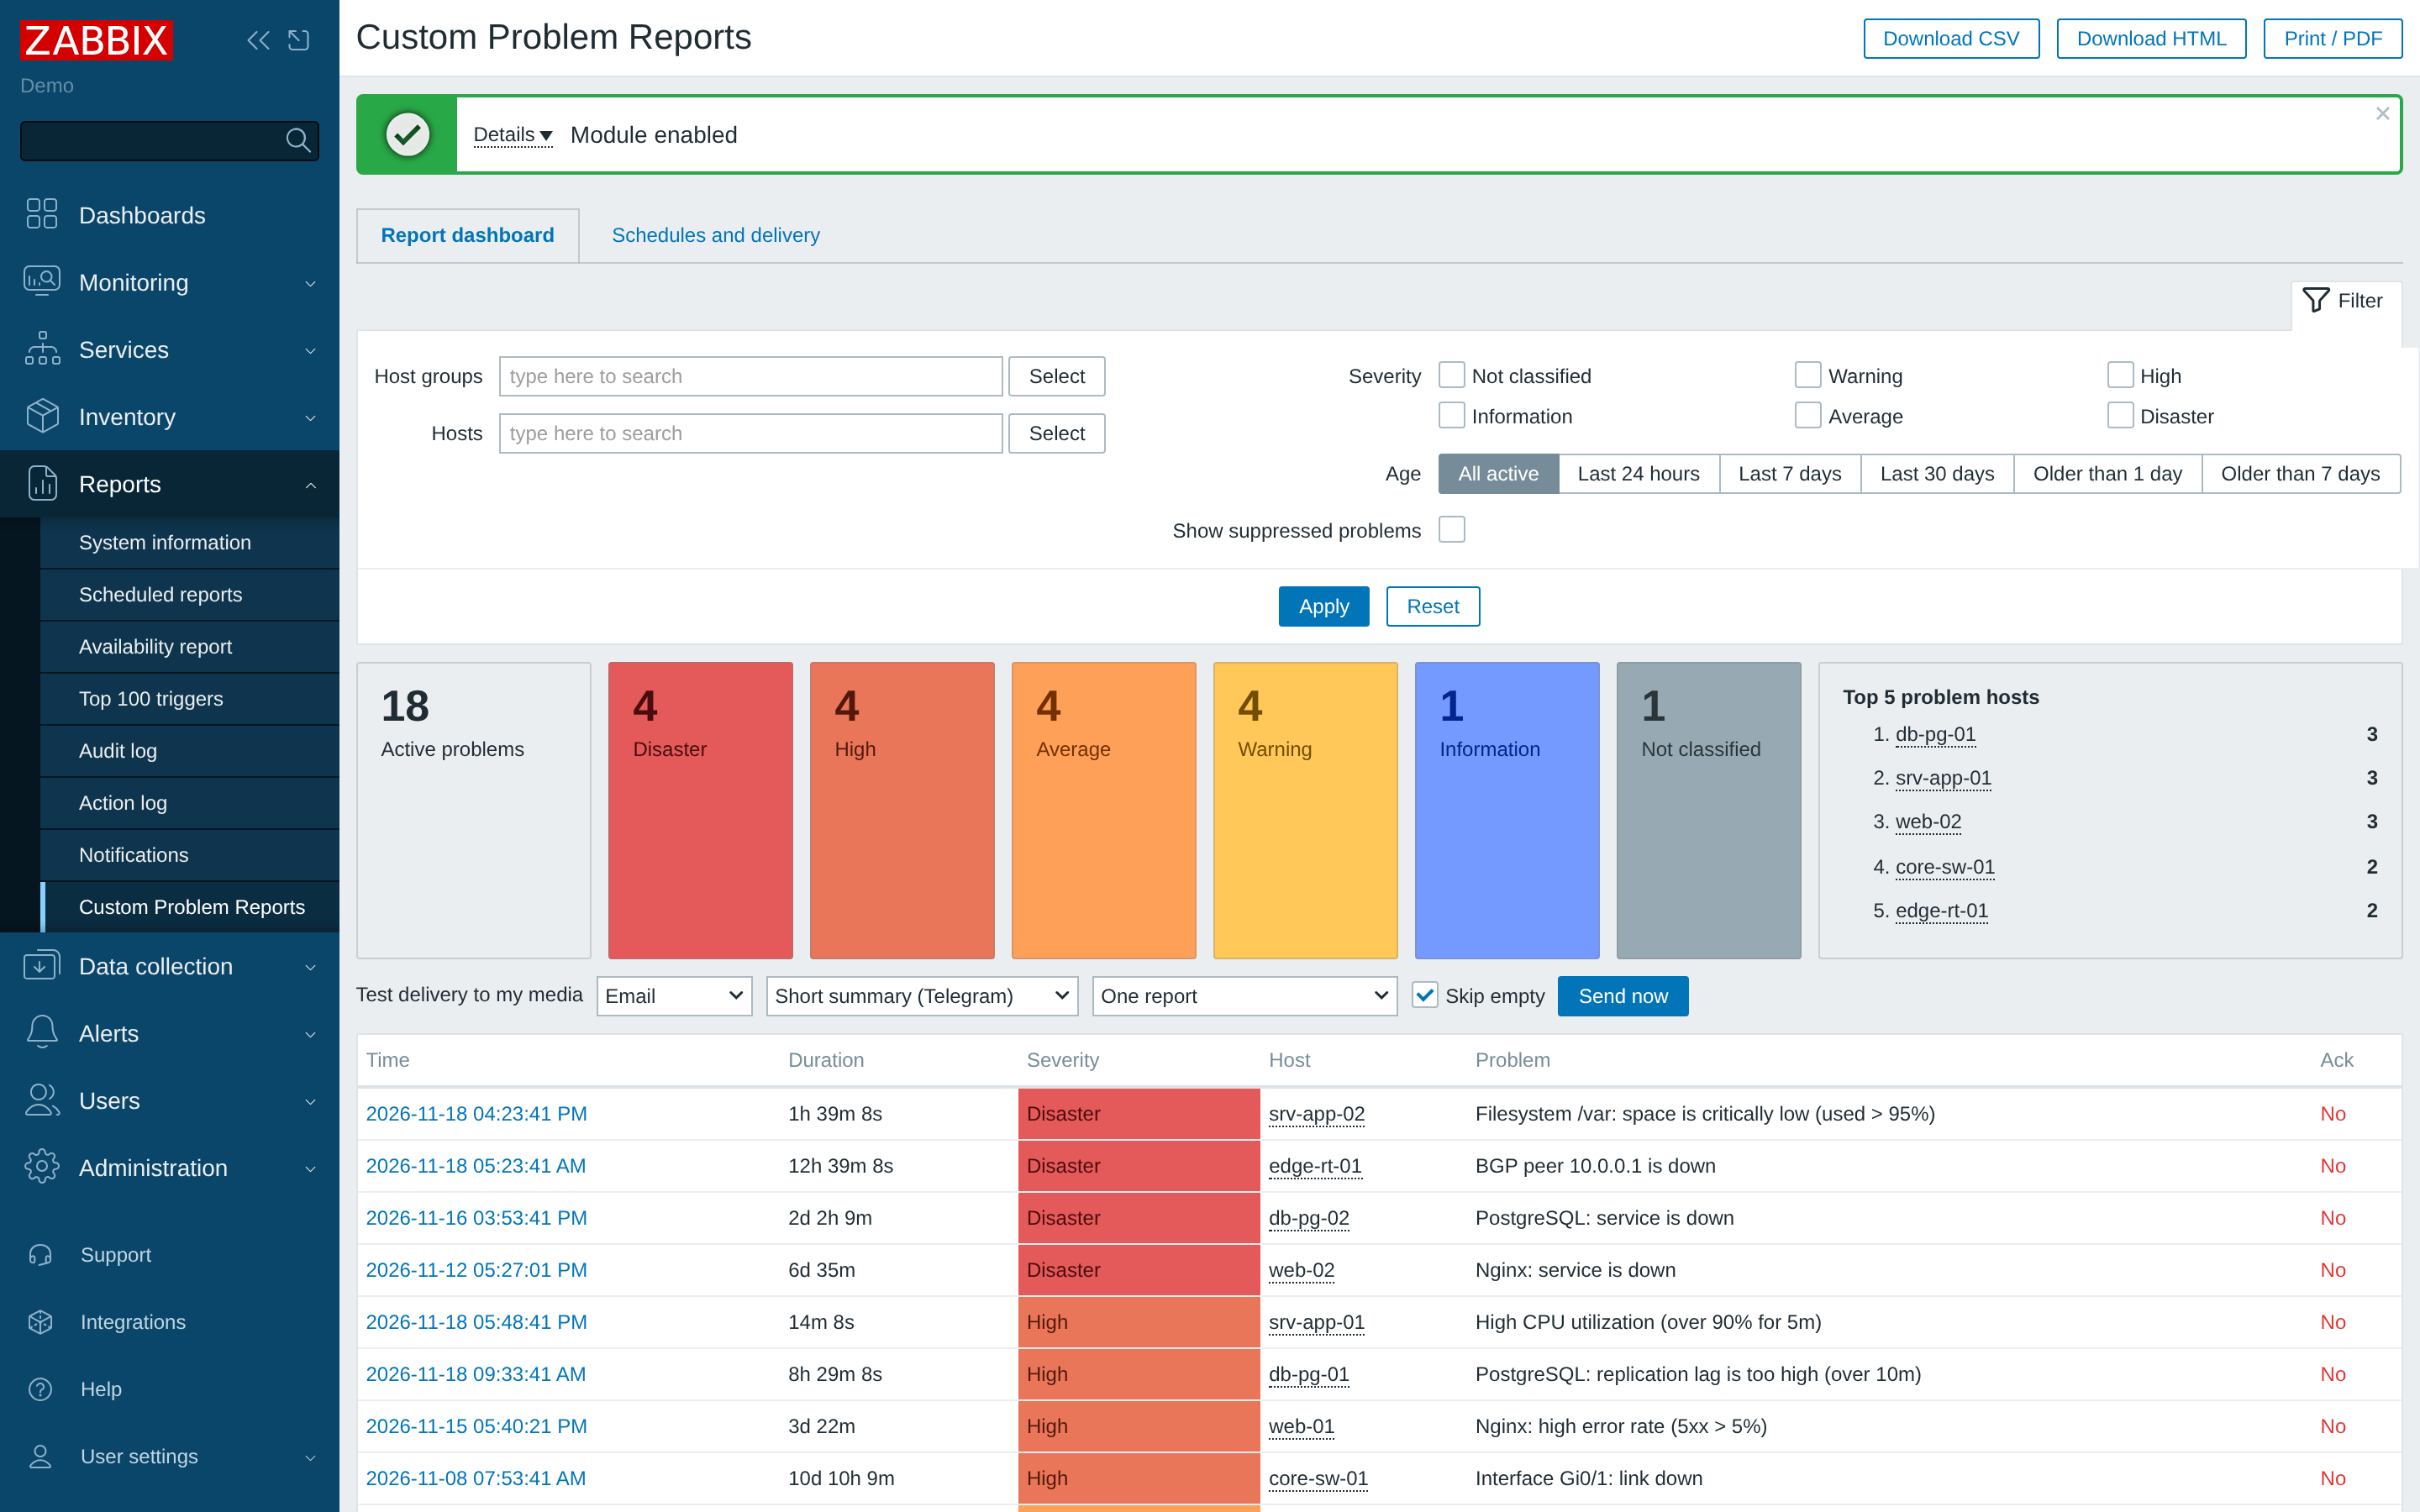 ZABBIX
Demo
Dashboards
Monitoring
Services
Inventory
Reports
System information
Scheduled reports
Availability report
Top 100 triggers
Audit log
Action log
Notifications
Custom Problem Reports
Data collection
Alerts
Users
Administration
Support
Integrations
Help
User settings
Custom Problem Reports
Download CSV Download HTML Print / PDF
Details Module enabled
Report dashboard Schedules and delivery
Filter
Host groups type here to search Select
Hosts type here to search Select
Severity Not classified Warning High
Information Average Disaster
Age All active Last 24 hours Last 7 days Last 30 days Older than 1 day Older than 7 days
Show suppressed problems
Apply Reset
18 Active problems
4 Disaster
4 High
4 Average
4 Warning
1 Information
1 Not classified
Top 5 problem hosts
1. db-pg-01 3
2. srv-app-01 3
3. web-02 3
4. core-sw-01 2
5. edge-rt-01 2
Test delivery to my media Email Short summary (Telegram) One report Skip empty Send now
Time Duration Severity Host Problem Ack
2026-11-18 04:23:41 PM 1h 39m 8s Disaster srv-app-02 Filesystem /var: space is critically low (used > 95%) No
2026-11-18 05:23:41 AM 12h 39m 8s Disaster edge-rt-01 BGP peer 10.0.0.1 is down No
2026-11-16 03:53:41 PM 2d 2h 9m Disaster db-pg-02 PostgreSQL: service is down No
2026-11-12 05:27:01 PM 6d 35m Disaster web-02 Nginx: service is down No
2026-11-18 05:48:41 PM 14m 8s High srv-app-01 High CPU utilization (over 90% for 5m) No
2026-11-18 09:33:41 AM 8h 29m 8s High db-pg-01 PostgreSQL: replication lag is too high (over 10m) No
2026-11-15 05:40:21 PM 3d 22m High web-01 Nginx: high error rate (5xx > 5%) No
2026-11-08 07:53:41 AM 10d 10h 9m High core-sw-01 Interface Gi0/1: link down No